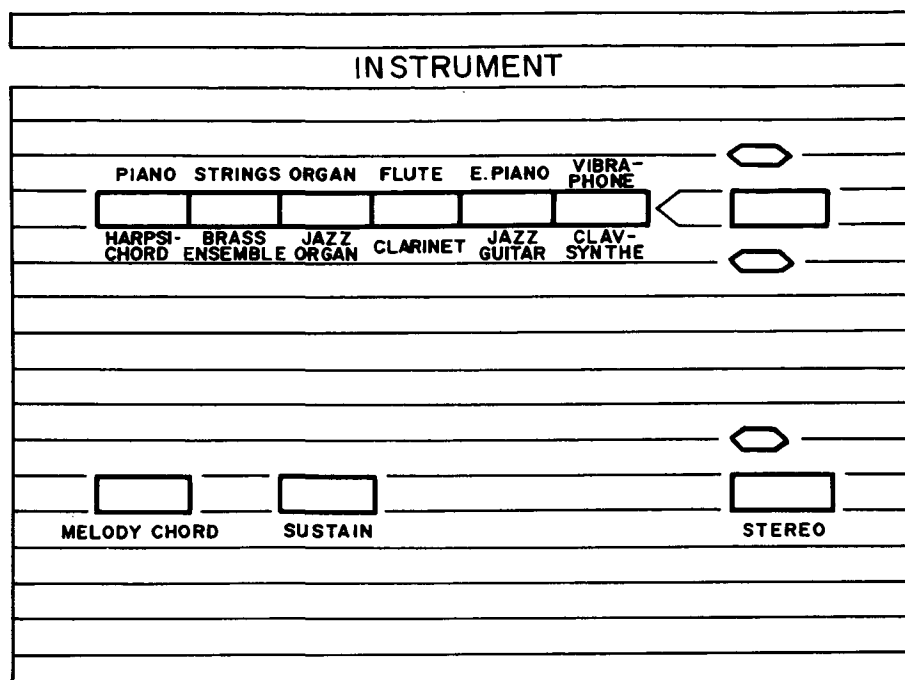 INSTRUMENT
PIANO STRINGS ORGAN FLUTE E.PIANO VIBRA-
PHONE
HARPSI-
CHORD BRASS
ENSEMBLE JAZZ
ORGAN CLARINET JAZZ
GUITAR CLAV-
SYNTHE
MELODY CHORD SUSTAIN STEREO